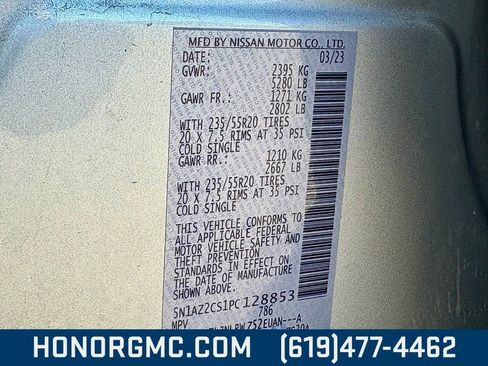 MFD BY NISSAN MOTOR CO., LTD.
DATE: 03/23
GVWR: 2395 KG
5280 LB
GAWR FR.: 1271 KG
2802 LB
WITH 235/55R20 TIRES
20 X 7.5 RIMS AT 35 PSI
COLD SINGLE
GAWR RR.: 1210 KG
2667 LB
WITH 235/55R20 TIRES
20 X 7.5 RIMS AT 35 PSI
COLD SINGLE
THIS VEHICLE CONFORMS TO
ALL APPLICABLE FEDERAL
MOTOR VEHICLE SAFETY AND
THEFT PREVENTION
STANDARDS IN EFFECT ON
THE DATE OF MANUFACTURE
SHOWN ABOVE
5N1AZ2CS1PC128853
MPV 786
HONORGMC.COM (619)477-4462